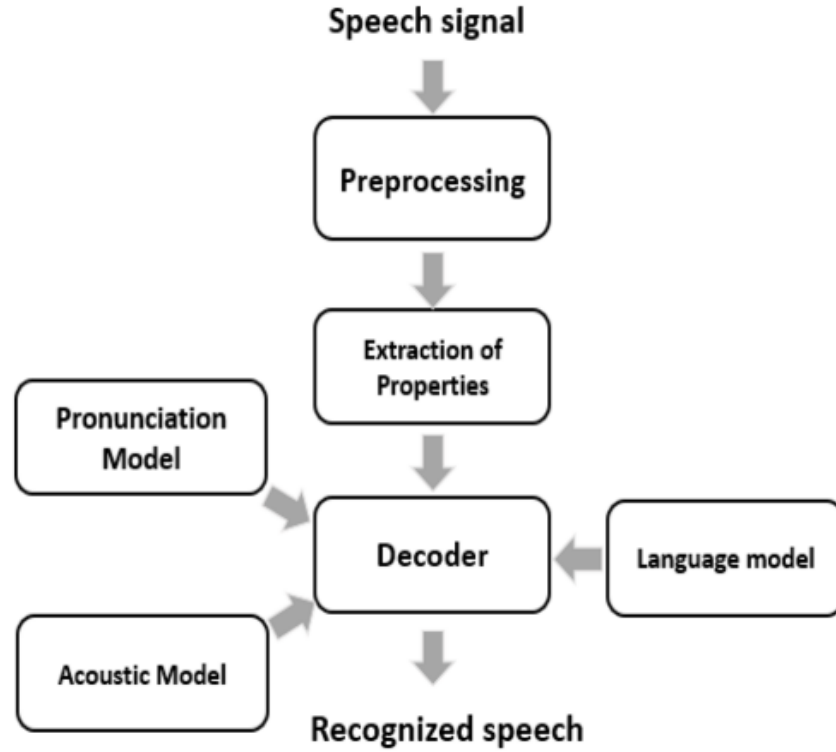 Speech signal
Preprocessing
Extraction of
Properties
Pronunciation
Model
Decoder
Language model
Acoustic Model
Recognized speech